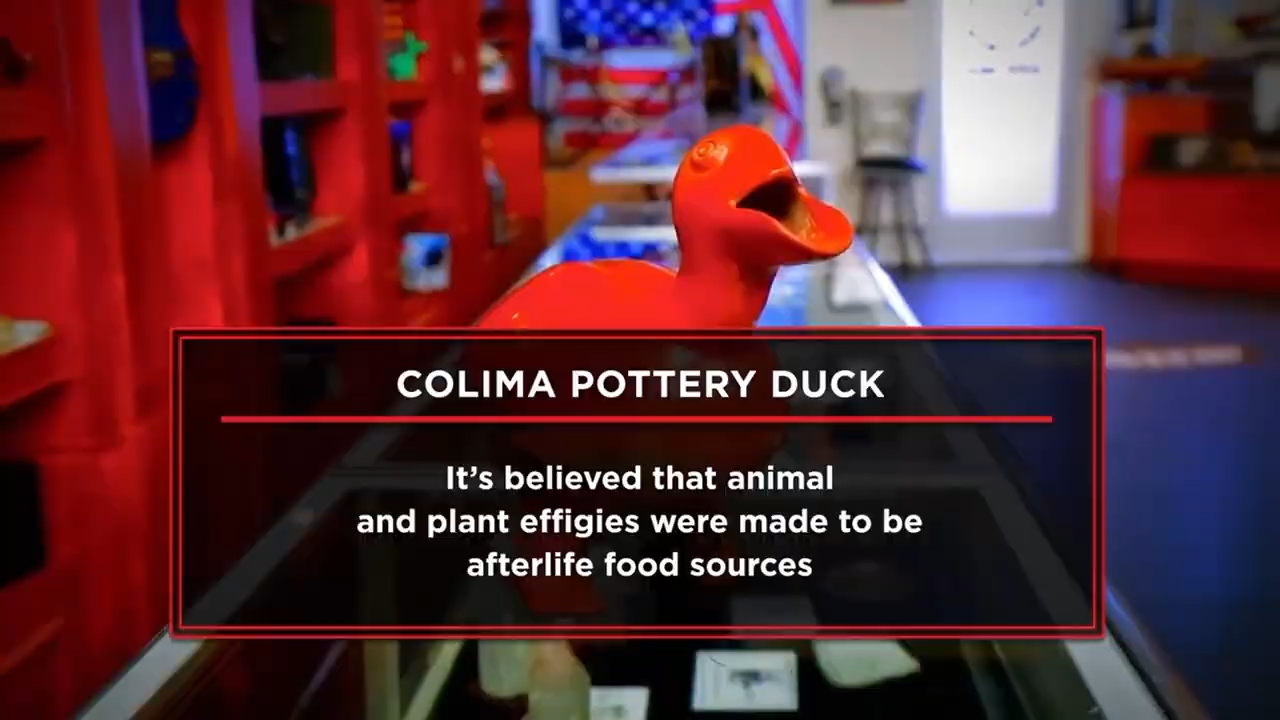 COLIMA POTTERY DUCK
It’s believed that animal
and plant effigies were made to be
afterlife food sources